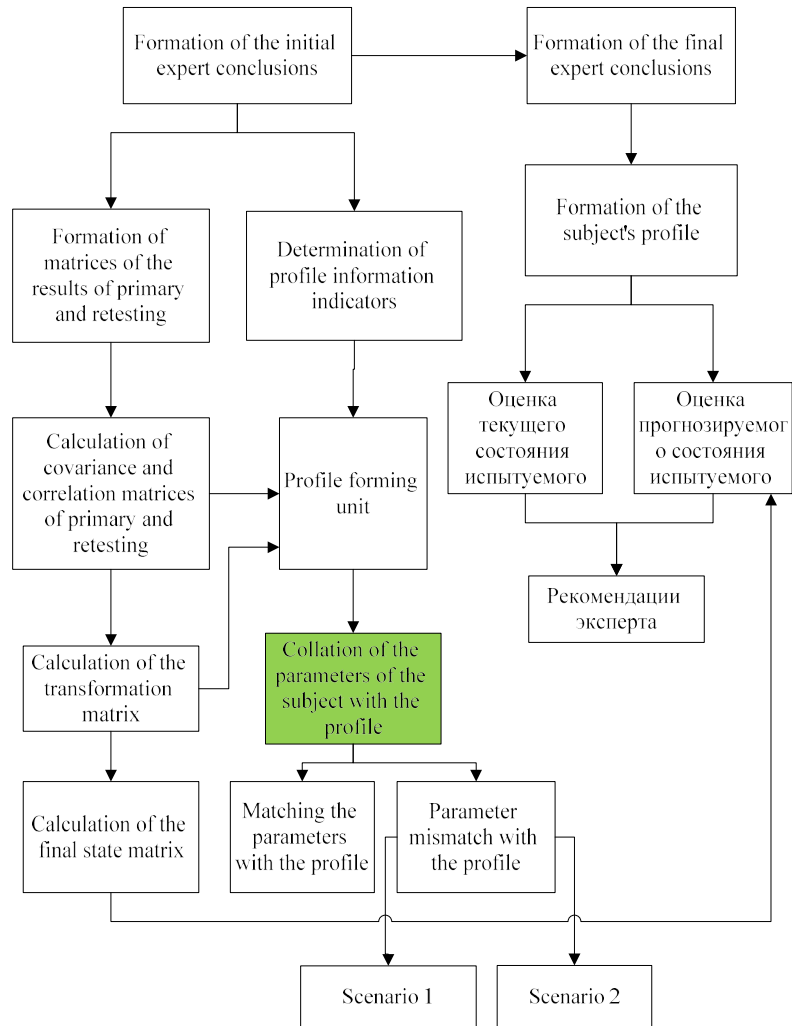 Formation of the initial
expert conclusions
Formation of the final
expert conclusions
Formation of
matrices of the
results of primary
and retesting
Determination of
profile information
indicators
Formation of the
subject's profile
Calculation of
covariance and
correlation matrices
of primary and
retesting
Profile forming
unit
Оценка
текущего
состояния
испытуемого
Оценка
прогнозируемог
о состояния
испытуемого
Рекомендации
эксперта
Calculation of the
transformation
matrix
Collation of the
parameters of the
subject with the
profile
Calculation of the
final state matrix
Matching the
parameters
with the profile
Parameter
mismatch with
the profile
Scenario 1
Scenario 2